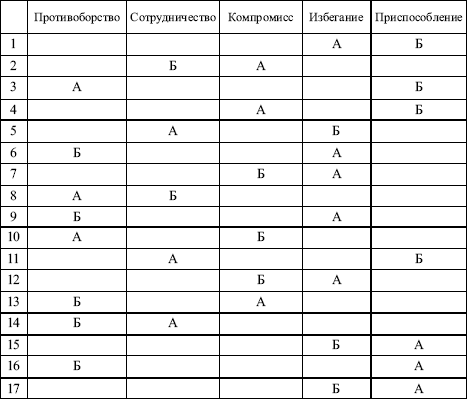 Противоборство Сотрудничество Компромисс Избегание Приспособление
1 А Б
2 Б А
3 А Б
4 А Б
5 А Б
6 Б А
7 Б А
8 А Б
9 Б А
10 А Б
11 А Б
12 Б А
13 Б А
14 Б А
15 Б А
16 Б А
17 Б А